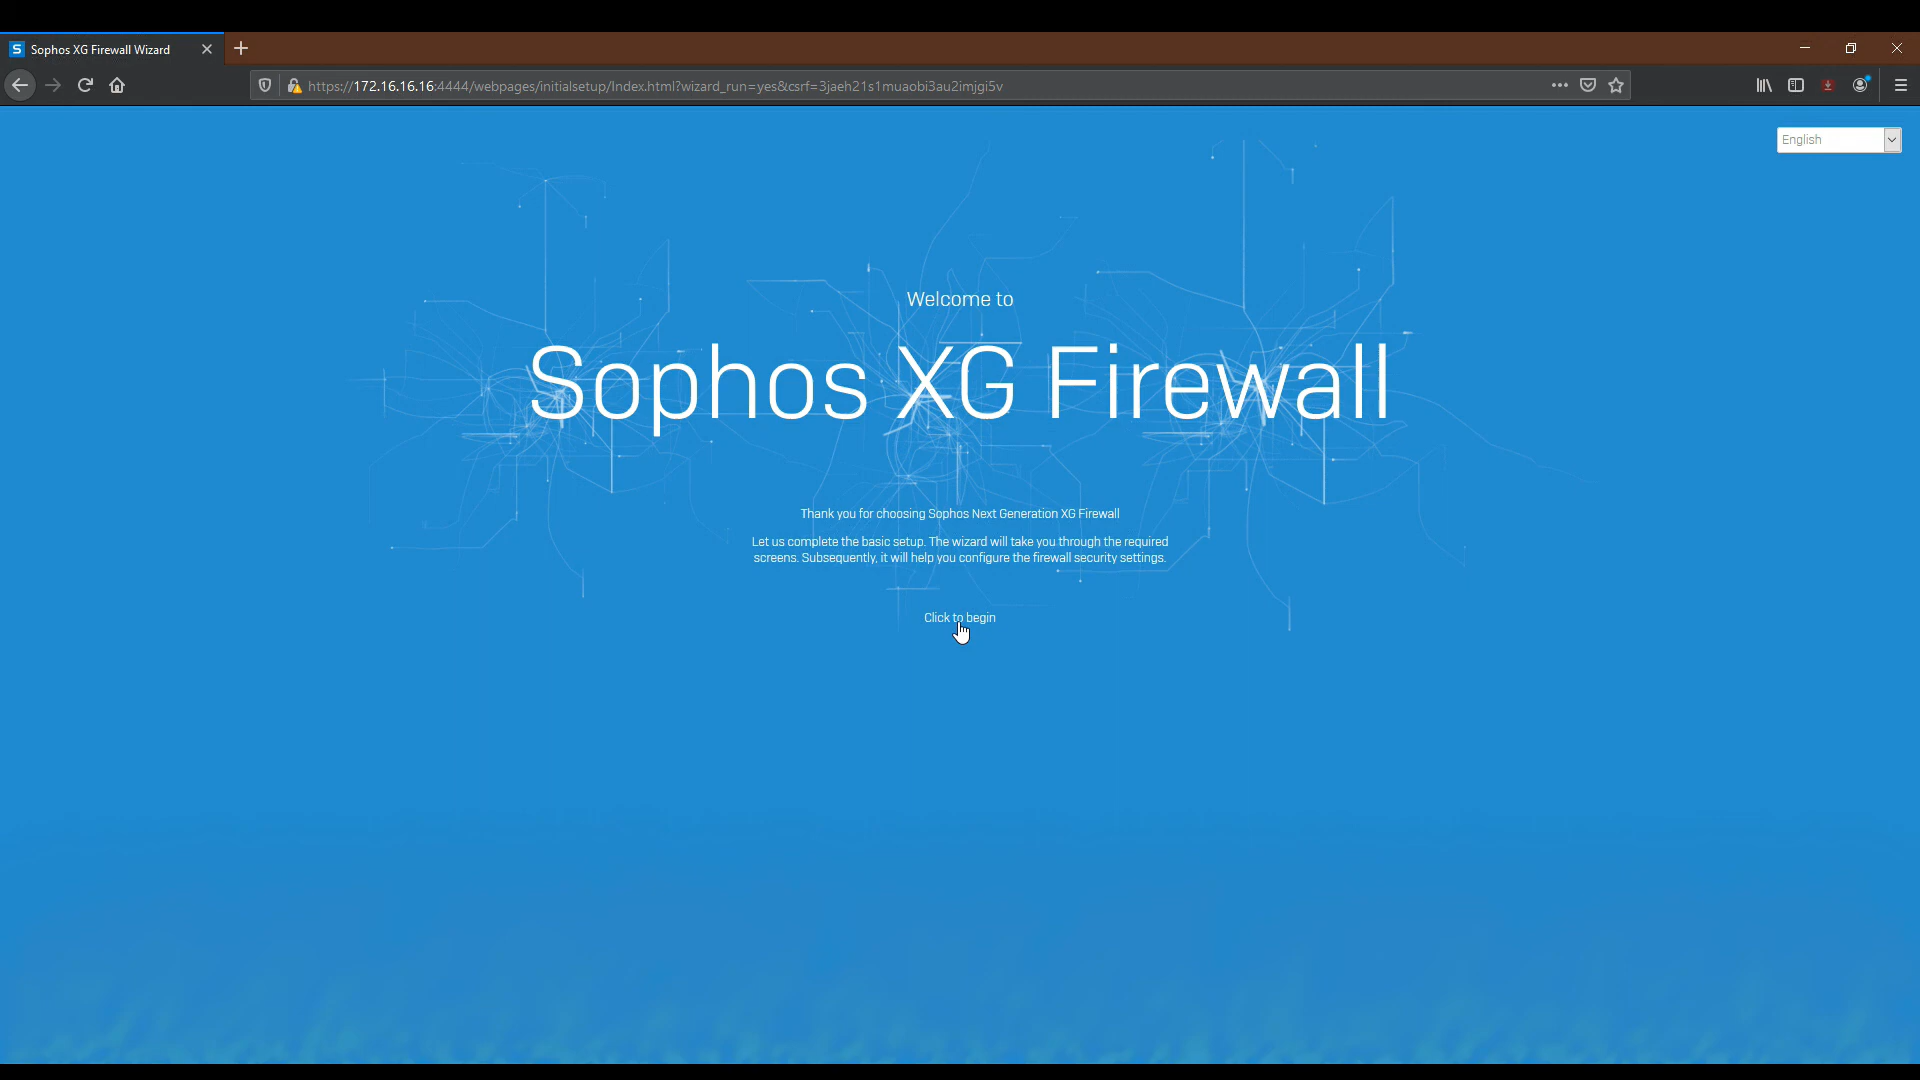 Sophos XG Firewall Wizard
https://172.16.16.16:4444/webpages/initialsetup/Index.html?wizard_run=yes&csrf=3jaeh21s1muaobi3au2imjgi5v
English
Welcome to
Sophos XG Firewall
Thank you for choosing Sophos Next Generation XG Firewall
Let us complete the basic setup. The wizard will take you through the required
screens. Subsequently, it will help you configure the firewall security settings.
Click to begin